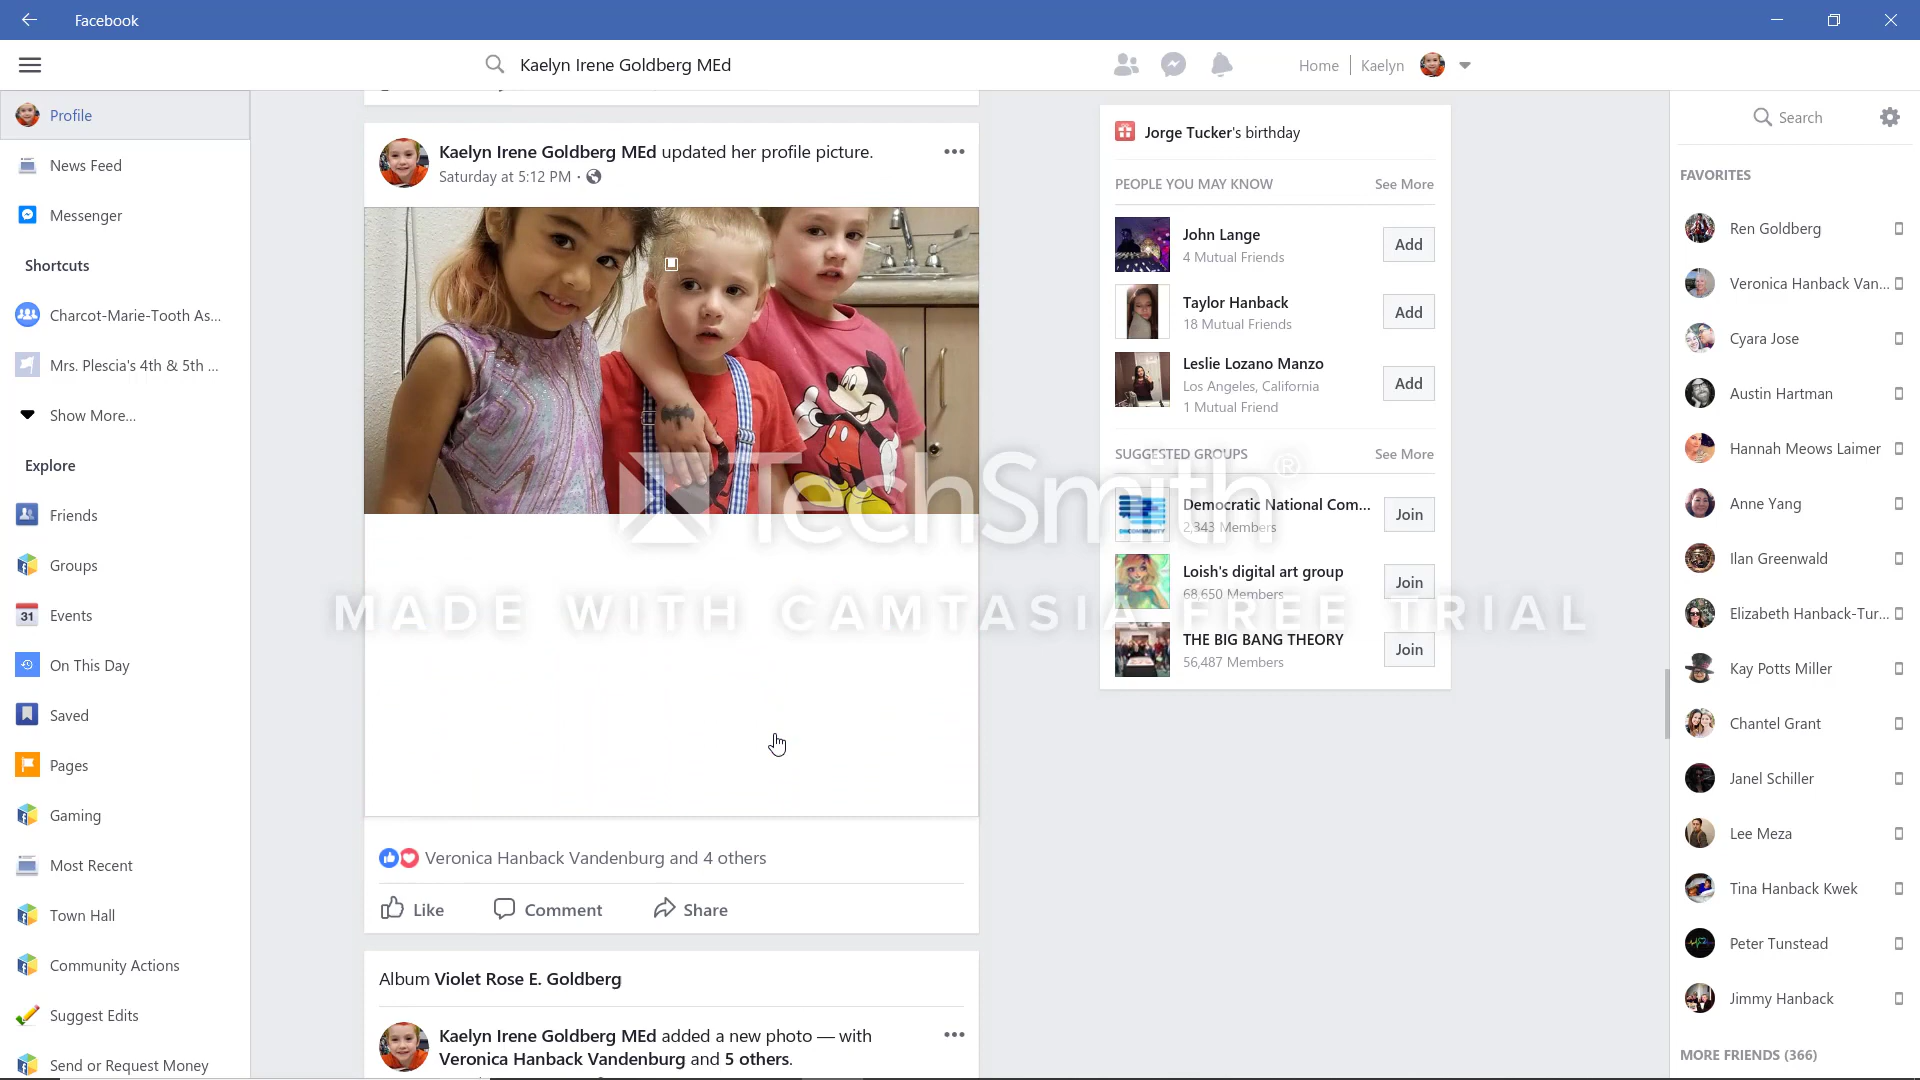 Facebook
Kaelyn Irene Goldberg MEd
Home
Kaelyn
Profile
News Feed
Messenger
Shortcuts
Charcot-Marie-Tooth As...
Mrs. Plescia's 4th & 5th ...
Show More...
Explore
Friends
Groups
31
Events
On This Day
Saved
Pages
Gaming
Most Recent
Town Hall
Community Actions
Suggest Edits
Send or Request Money
Kaelyn Irene Goldberg MEd updated her profile picture.
Saturday at 5:12 PM ·
Veronica Hanback Vandenburg and 4 others
Like
Comment
Share
Album Violet Rose E. Goldberg
Kaelyn Irene Goldberg MEd added a new photo — with
Veronica Hanback Vandenburg and 5 others.
TechSmith®
MADE WITH CAMTASIA FREE TRIAL
Jorge Tucker's birthday
PEOPLE YOU MAY KNOW
See More
John Lange
4 Mutual Friends
Add
Taylor Hanback
18 Mutual Friends
Add
Leslie Lozano Manzo
Los Angeles, California
1 Mutual Friend
Add
SUGGESTED GROUPS
See More
Democratic National Com...
2,343 Members
Join
Loish's digital art group
68,650 Members
Join
THE BIG BANG THEORY
56,487 Members
Join
Search
FAVORITES
Ren Goldberg
Veronica Hanback Van...
Cyara Jose
Austin Hartman
Hannah Meows Laimer
Anne Yang
Ilan Greenwald
Elizabeth Hanback-Tur...
Kay Potts Miller
Chantel Grant
Janel Schiller
Lee Meza
Tina Hanback Kwek
Peter Tunstead
Jimmy Hanback
MORE FRIENDS (366)